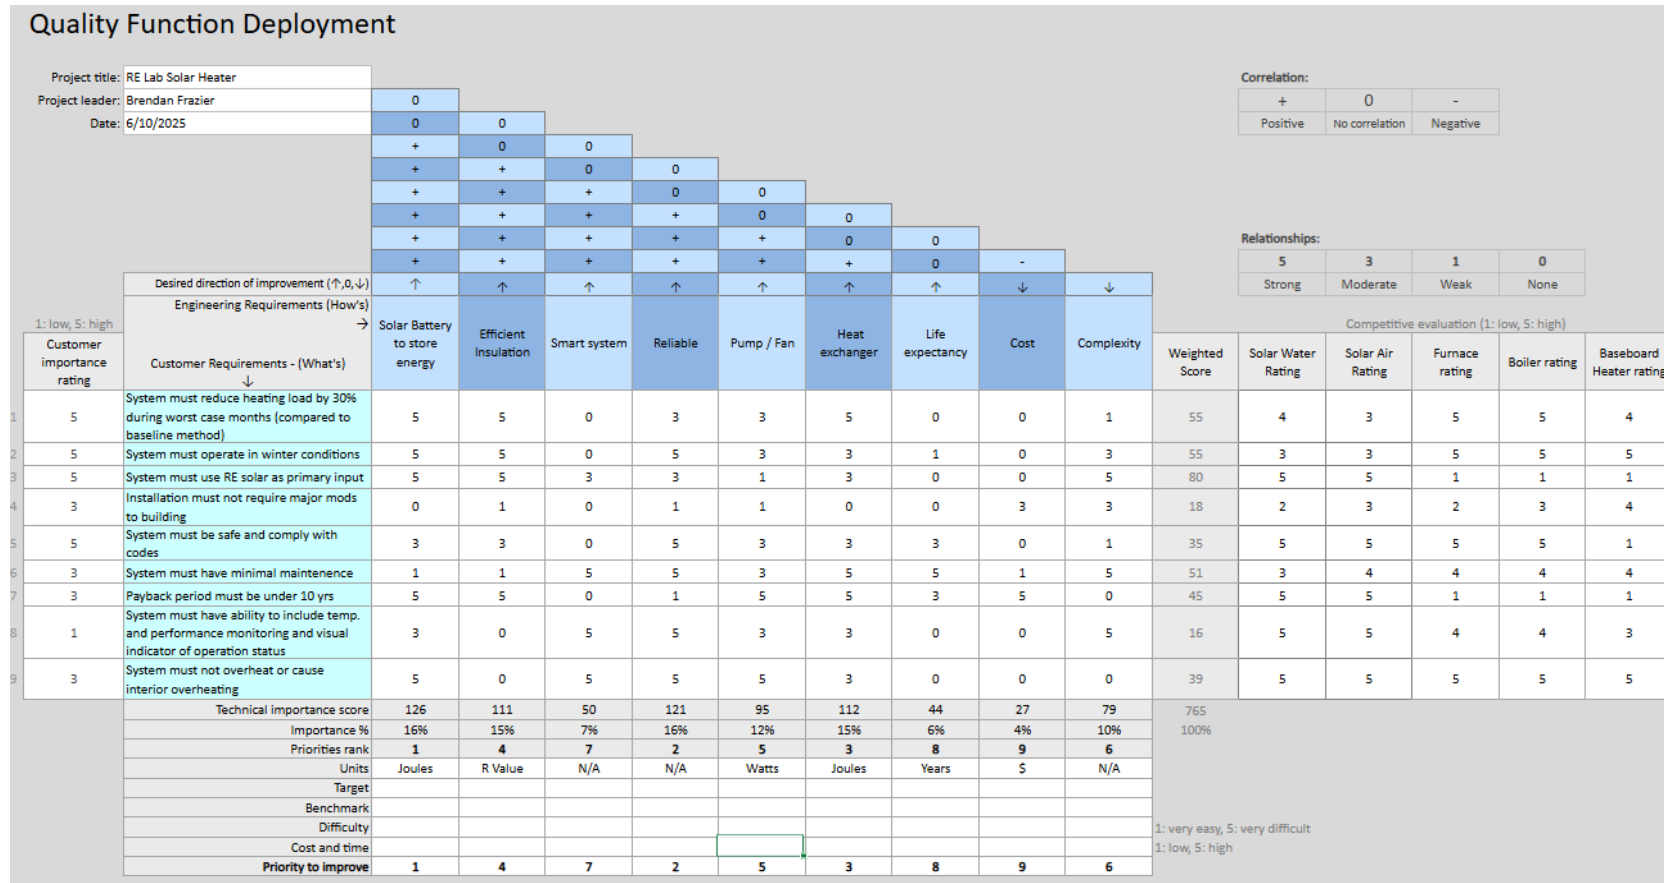 Quality Function Deployment
Project title: RE Lab Solar Heater
Correlation:
Project leader: Brendan Frazier 0 + 0 -
Date: 6/10/2025 0 0 Positive No correlation Negative
+ 0 0
+ + 0 0
+ + + 0 0
+ + + + 0 0
+ + + + + 0 0 Relationships:
+ + + + + + 0 - 5 3 1 0
Desired direction of improvement (↑,0,↓) ↑ ↑ ↑ ↑ ↑ ↑ ↑ ↓ ↓ Strong Moderate Weak None
Engineering Requirements (How's)
→
1: low, 5: high
Competitive evaluation (1: low, 5: high)
Customer
importance
rating
Customer Requirements - (What's)
↓
Solar Battery
to store
energy
Efficient
Insulation
Smart system
Reliable
Pump / Fan
Heat
exchanger
Life
expectancy
Cost
Complexity
Weighted
Score
Solar Water
Rating
Solar Air
Rating
Furnace
rating
Boiler rating
Baseboard
Heater rating
System must reduce heating load by 30%
during worst case months (compared to
baseline method)
1 5 5 5 0 3 3 5 0 0 1 55 4 3 5 5 4
2 5 System must operate in winter conditions 5 5 0 5 3 3 1 0 3 55 3 3 5 5 5
3 5 System must use RE solar as primary input 5 5 3 3 1 3 0 0 5 80 5 5 1 1 1
Installation must not require major mods
to building
4 3 0 1 0 1 1 0 0 3 3 18 2 3 2 3 4
System must be safe and comply with
codes
5 5 3 3 0 5 3 3 3 0 1 35 5 5 5 5 1
6 3 System must have minimal maintenence 1 1 5 5 3 5 5 1 5 51 3 4 4 4 4
7 3 Payback period must be under 10 yrs 5 5 0 1 5 5 3 5 0 45 5 5 1 1 1
System must have ability to include temp.
and performance monitoring and visual
indicator of operation status
8 1 3 0 5 5 3 3 0 0 5 16 5 5 4 4 3
System must not overheat or cause
interior overheating
9 3 5 0 5 5 5 3 0 0 0 39 5 5 5 5 5
Technical importance score 126 111 50 121 95 112 44 27 79 765
Importance % 16% 15% 7% 16% 12% 15% 6% 4% 10% 100%
Priorities rank 1 4 7 2 5 3 8 9 6
Units Joules R Value N/A N/A Watts Joules Years $ N/A
Target
Benchmark
Difficulty 1: very easy, 5: very difficult
Cost and time 1: low, 5: high
Priority to improve 1 4 7 2 5 3 8 9 6